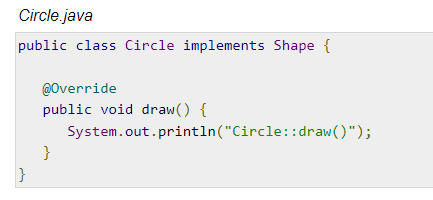 Circle.java
public class Circle implements Shape {
@Override
public void draw() {
System.out.println("Circle::draw()");
}
}